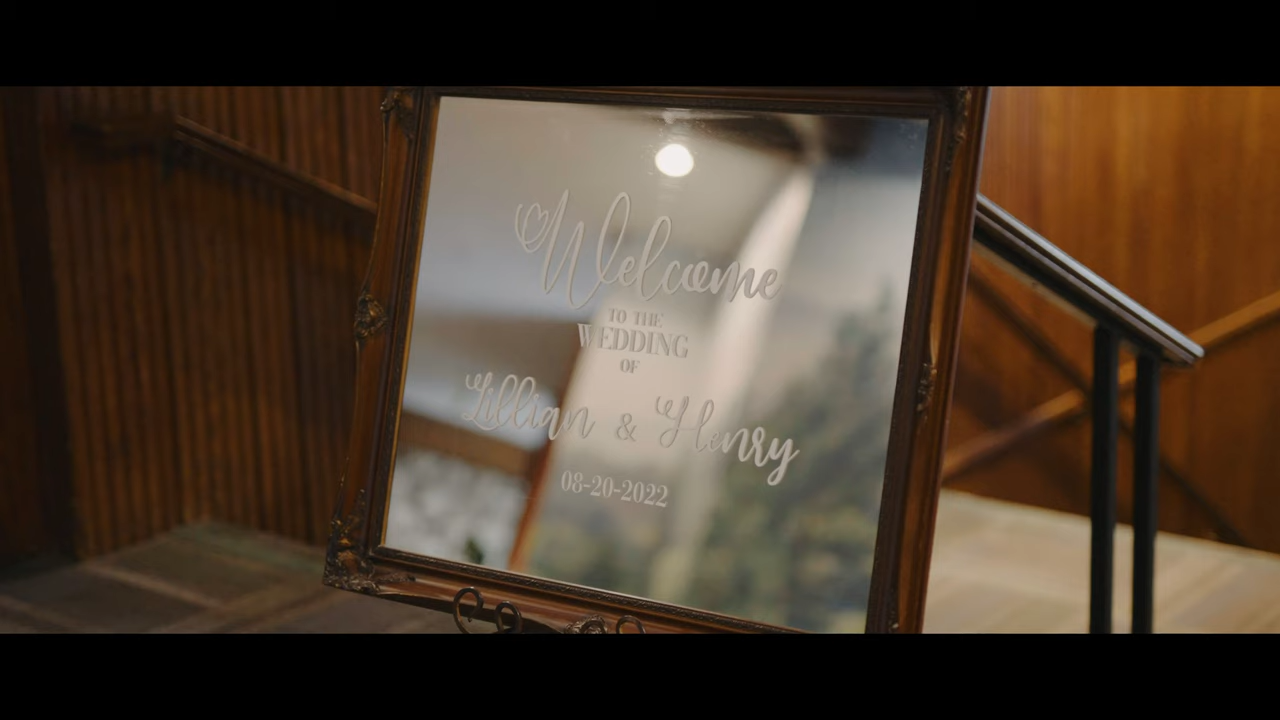 Welcome
TO THE
WEDDING
OF
Lillian & Henry
08-20-2022